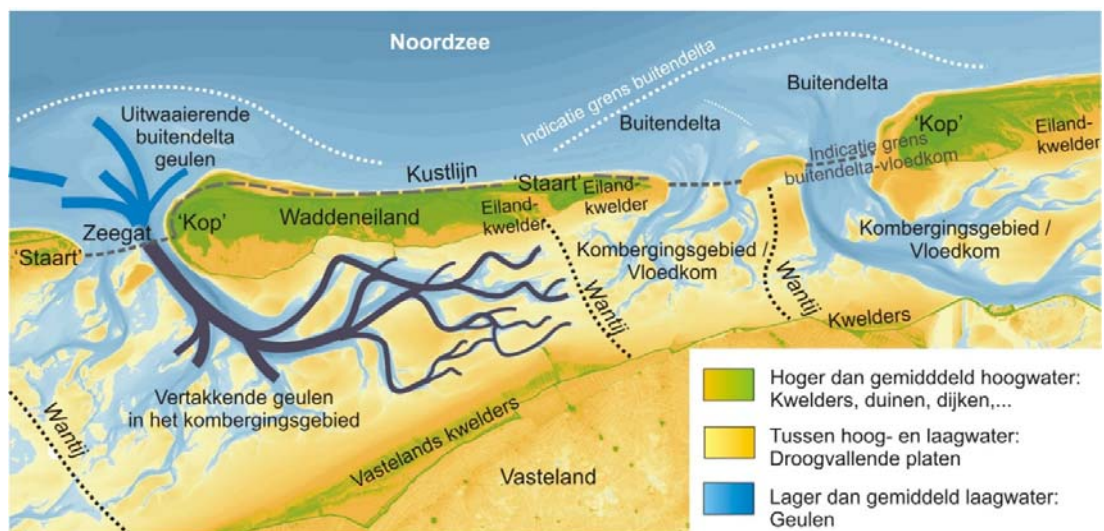 Noordzee
Uitwaaierende
buitendelta
geulen
Indicatie grens buitendelta
Buitendelta
Buitendelta
'Kop'
Eiland-
kwelder
Indicatie grens
buitendelta-vloedkom
Kustlijn
'Staart'
Eiland-
kwelder
Eiland-
kwelder
Zeegat
'Kop'
Waddeneiland
'Staart'
Kombergingsgebied /
Vloedkom
Kombergingsgebied /
Vloedkom
Wantij
Wantij
Kwelders
Vertakkende geulen
in het kombergingsgebied
Wantij
Vastelands kwelders
Vasteland
Hoger dan gemidddeld hoogwater:
Kwelders, duinen, dijken,...
Tussen hoog- en laagwater:
Droogvallende platen
Lager dan gemiddeld laagwater:
Geulen